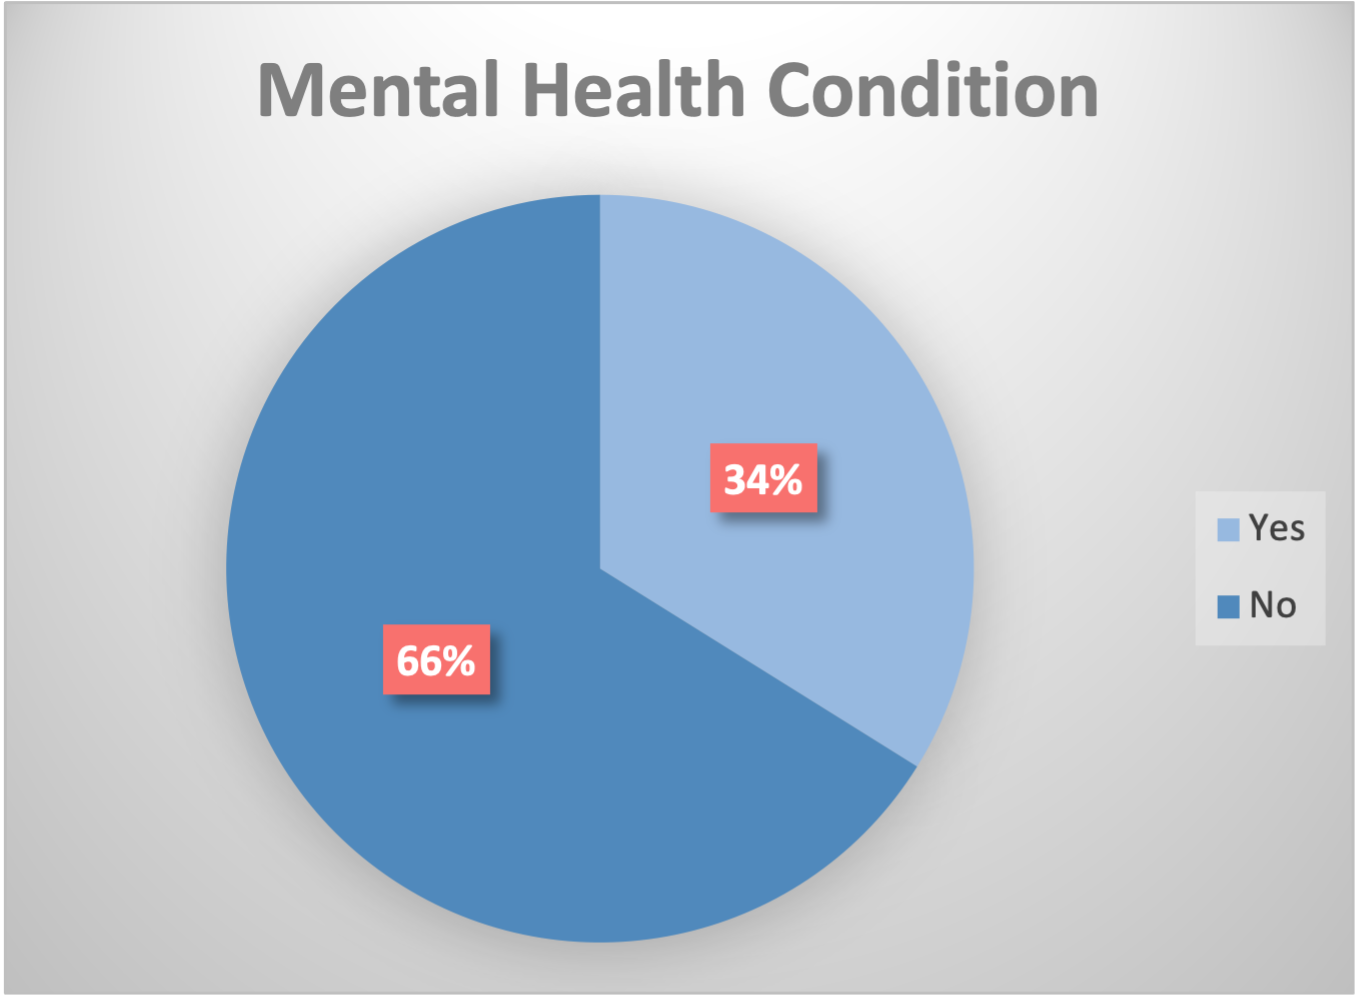 Mental Health Condition
34%
66%
Yes
No